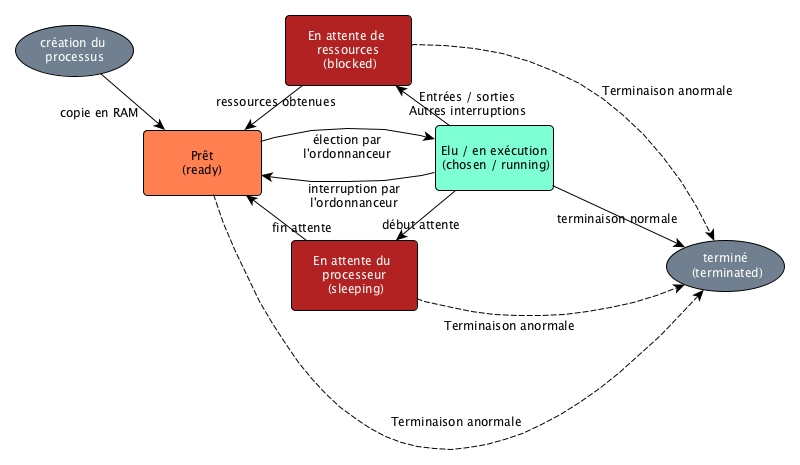 création du
processus
En attente de
ressources
(blocked)
Terminaison anormale
Entrées / sorties
Autres interruptions
ressources obtenues
copie en RAM
Prêt
(ready)
élection par
l'ordonnanceur
Elu / en exécution
(chosen / running)
interruption par
l'ordonnanceur
fin attente
début attente
terminaison normale
En attente du
processeur
(sleeping)
terminé
(terminated)
Terminaison anormale
Terminaison anormale